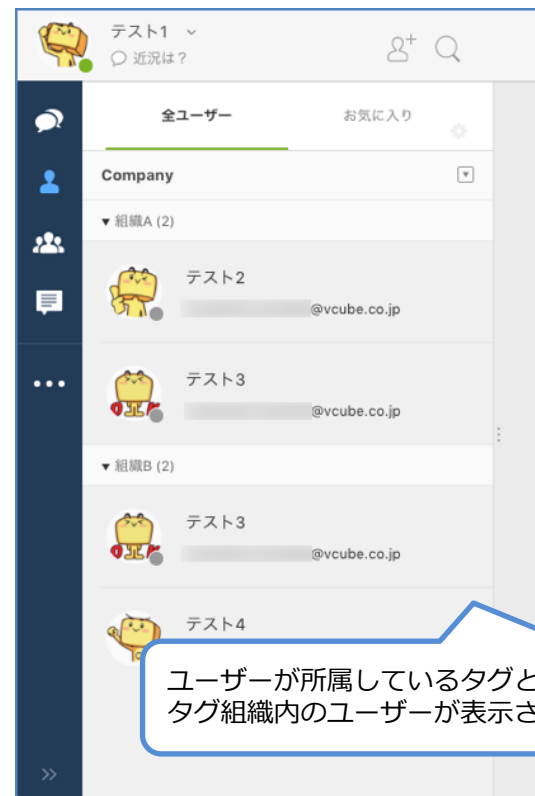 テスト1
近況は？
全ユーザー
お気に入り
Company
組織A (2)
テスト2
@vcube.co.jp
テスト3
@vcube.co.jp
組織B (2)
テスト3
@vcube.co.jp
テスト4
ユーザーが所属しているタグと
タグ組織内のユーザーが表示さ